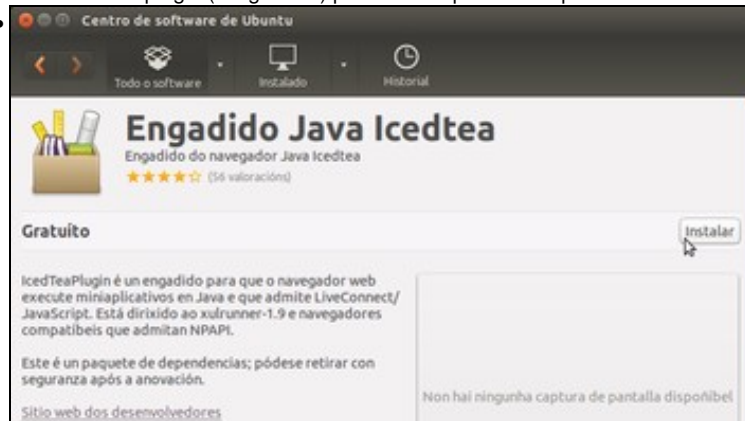 Centro de software de Ubuntu
Todo o software
Instalado
Historial
Engadido Java Icedtea
Engadido do navegador Java Icedtea
(56 valoracións)
Gratuíto
Instalar
IcedTeaPlugin é un engadido para que o navegador web
execute miniaplicativos en Java e que admite LiveConnect/
JavaScript. Está dirixido ao xulrunner-1.9 e navegadores
compatíbeis que admitan NPAPI.
Este é un paquete de dependencias; pódese retirar con
seguranza após a anovación.
Non hai ningunha captura de pantalla dispoñíbel
Sitio web dos desenvolvedores